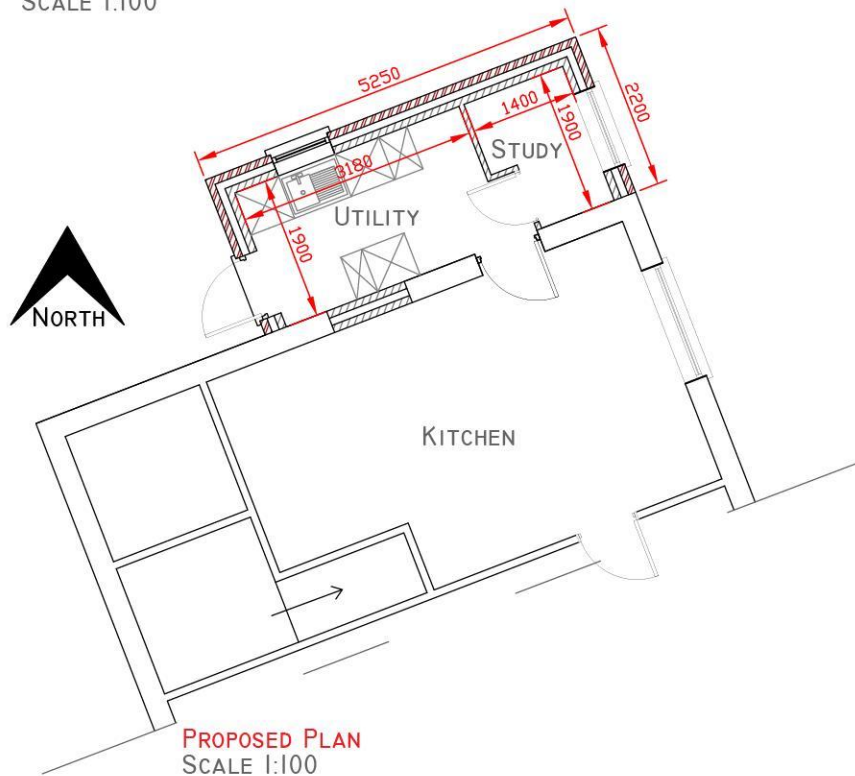 SCALE 1:100
5250
2200
1400
1900
STUDY
3180
UTILITY
1900
NORTH
KITCHEN
PROPOSED PLAN
SCALE 1:100